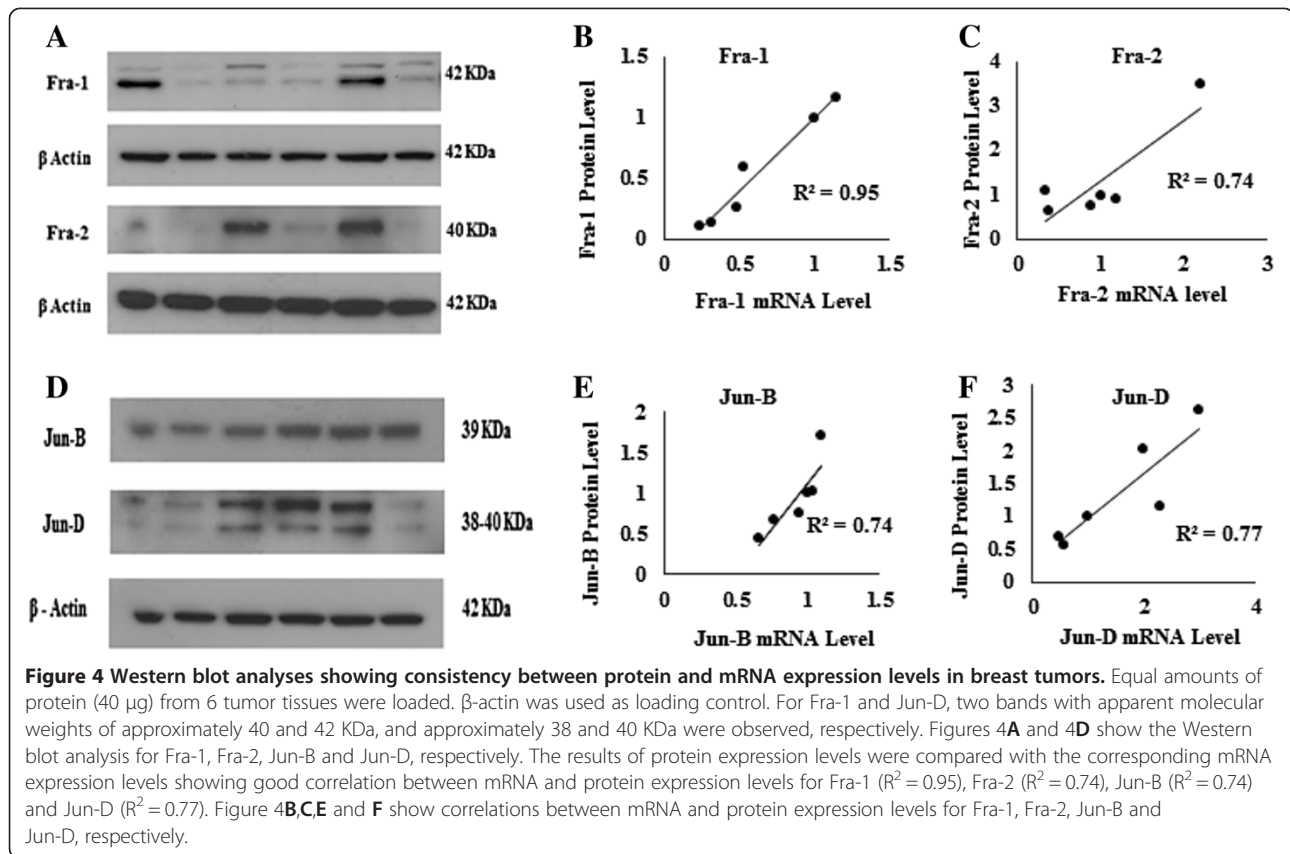 A
Fra-1
42 KDa
β Actin
42 KDa
Fra-2
40 KDa
β Actin
42 KDa
B
Fra-1
Fra-1 Protein Level
1.5
1
0.5
0
R² = 0.95
0 0.5 1 1.5
Fra-1 mRNA Level
C
Fra-2
Fra-2 Protein Level
4
3
2
1
0
R² = 0.74
0 1 2 3
Fra-2 mRNA level
D
Jun-B
39 KDa
Jun-D
38-40 KDa
β - Actin
42 KDa
E
Jun-B
Jun-B Protein Level
2
1.5
1
0.5
0
R² = 0.74
0 0.5 1 1.5
Jun-B mRNA Level
F
Jun-D
Jun-D Protein Level
3
2.5
2
1.5
1
0.5
0
R² = 0.77
0 2 4
Jun-D mRNA Level
Figure 4 Western blot analyses showing consistency between protein and mRNA expression levels in breast tumors. Equal amounts of
protein (40 μg) from 6 tumor tissues were loaded. β-actin was used as loading control. For Fra-1 and Jun-D, two bands with apparent molecular
weights of approximately 40 and 42 KDa, and approximately 38 and 40 KDa were observed, respectively. Figures 4A and 4D show the Western
blot analysis for Fra-1, Fra-2, Jun-B and Jun-D, respectively. The results of protein expression levels were compared with the corresponding mRNA
expression levels showing good correlation between mRNA and protein expression levels for Fra-1 (R² = 0.95), Fra-2 (R² = 0.74), Jun-B (R² = 0.74)
and Jun-D (R² = 0.77). Figure 4B,C,E and F show correlations between mRNA and protein expression levels for Fra-1, Fra-2, Jun-B and
Jun-D, respectively.